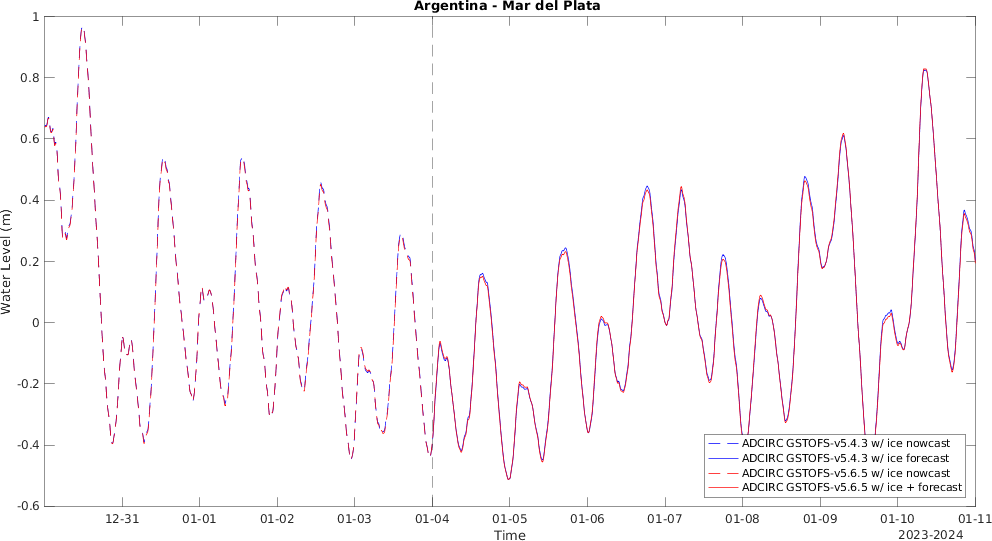 Argentina - Mar del Plata
Water Level (m)
1
0.8
0.6
0.4
0.2
0
-0.2
-0.4
-0.6
ADCIRC GSTOFS-v5.4.3 w/ ice nowcast
ADCIRC GSTOFS-v5.4.3 w/ ice forecast
ADCIRC GSTOFS-v5.6.5 w/ ice nowcast
ADCIRC GSTOFS-v5.6.5 w/ ice + forecast
12-31 01-01 01-02 01-03 01-04 01-05 01-06 01-07 01-08 01-09 01-10 01-11
Time
2023-2024